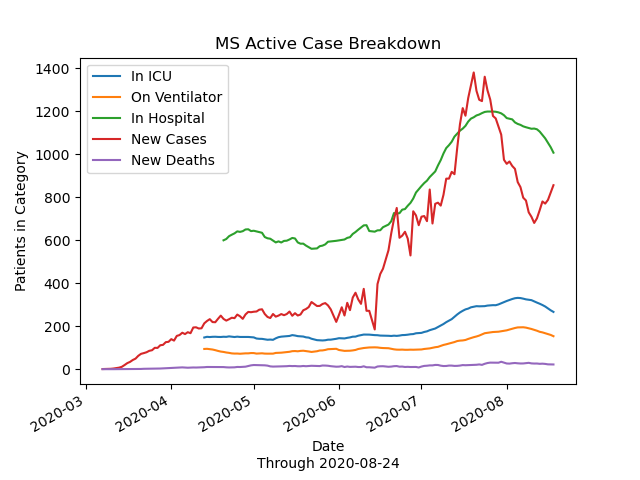 MS Active Case Breakdown
In ICU
On Ventilator
In Hospital
New Cases
New Deaths
Patients in Category
1400
1200
1000
800
600
400
200
0
2020-03
2020-04
2020-05
2020-06
2020-07
2020-08
Date
Through 2020-08-24